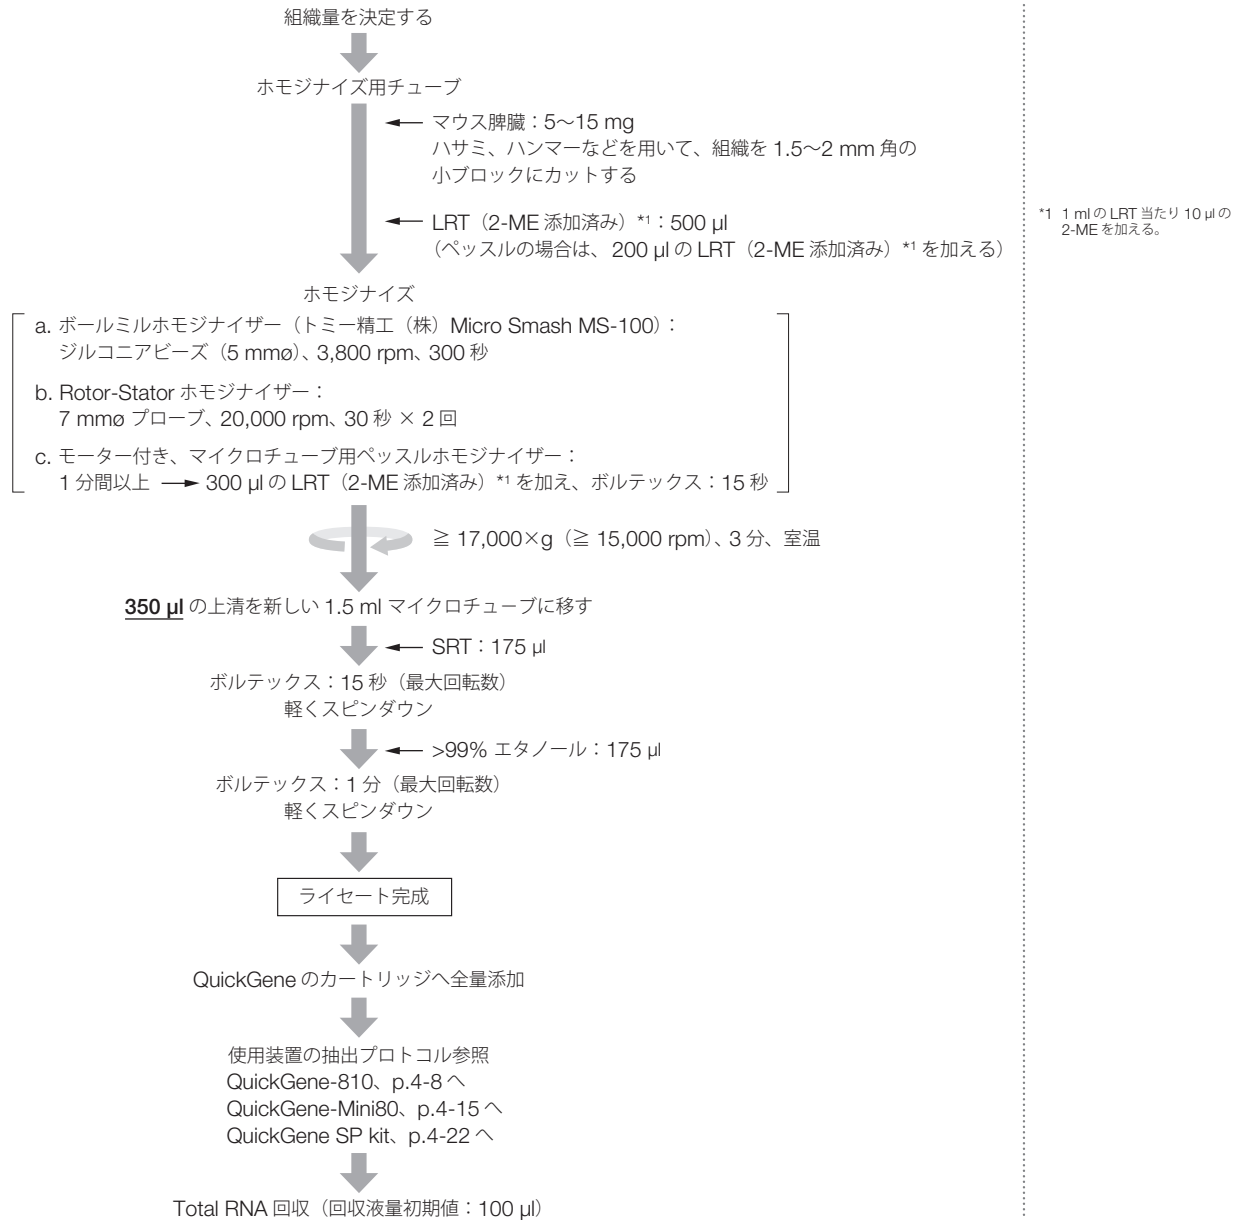 組織量を決定する
ホモジナイズ用チューブ
マウス脾臓：5〜15 mg
ハサミ、ハンマーなどを用いて、組織を 1.5〜2 mm 角の
小ブロックにカットする
LRT（2-ME 添加済み）*1：500 µl
（ペッスルの場合は、200 µl の LRT（2-ME 添加済み）*1 を加える）
*1 1 ml の LRT 当たり 10 µl の
2-ME を加える。
ホモジナイズ
a. ボールミルホモジナイザー（トミー精工（株）Micro Smash MS-100）：
ジルコニアビーズ（5 mmø）、3,800 rpm、300 秒
b. Rotor-Stator ホモジナイザー：
7 mmø プローブ、20,000 rpm、30 秒 × 2 回
c. モーター付き、マイクロチューブ用ペッスルホモジナイザー：
1 分間以上 → 300 µl の LRT（2-ME 添加済み）*1 を加え、ボルテックス：15 秒
≧ 17,000×g（≧ 15,000 rpm）、3 分、室温
350 µl の上清を新しい 1.5 ml マイクロチューブに移す
SRT：175 µl
ボルテックス：15 秒（最大回転数）
軽くスピンダウン
>99% エタノール：175 µl
ボルテックス：1 分（最大回転数）
軽くスピンダウン
ライセート完成
QuickGene のカートリッジへ全量添加
使用装置の抽出プロトコル参照
QuickGene-810、p.4-8 へ
QuickGene-Mini80、p.4-15 へ
QuickGene SP kit、p.4-22 へ
Total RNA 回収（回収液量初期値：100 µl）